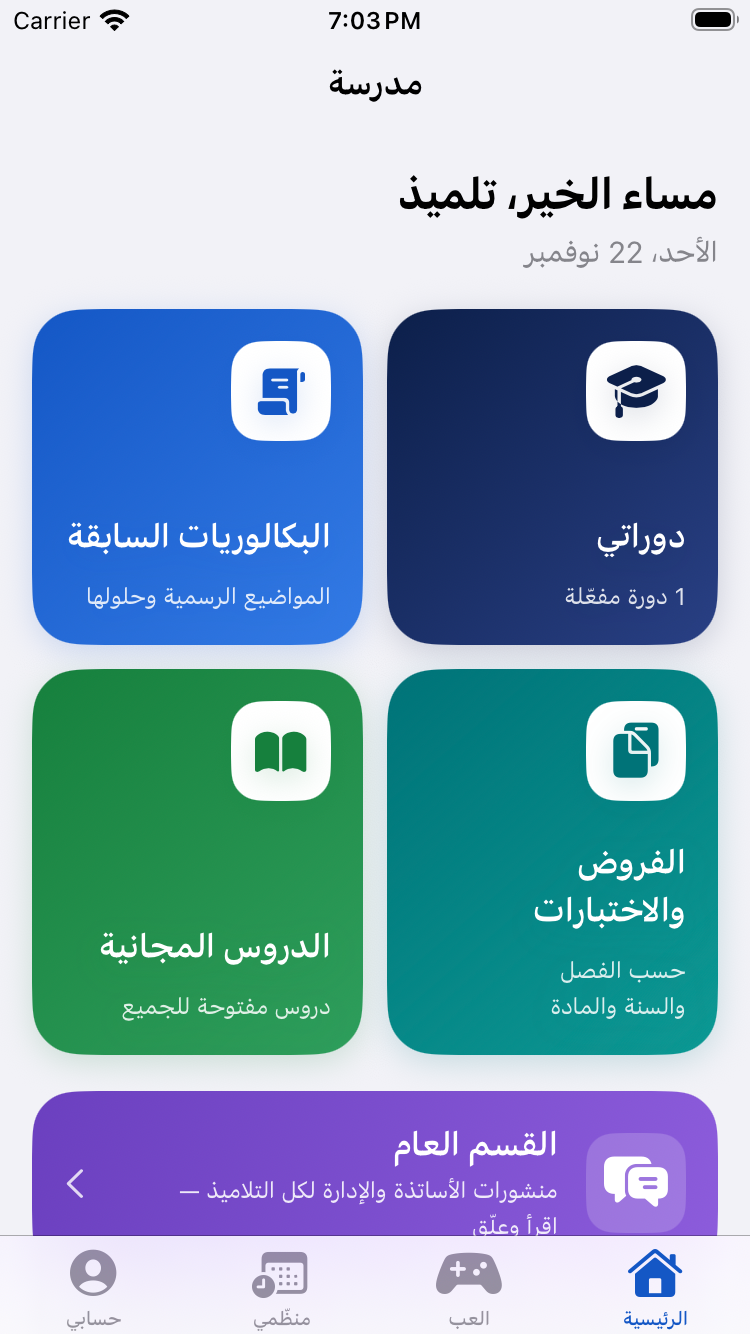 Carrier 7:03 PM
مدرسة
مساء الخير، تلميذ
الأحد، 22 نوفمبر
دوراتي
1 دورة مفعّلة
البكالوريات السابقة
المواضيع الرسمية وحلولها
الفروض
والاختبارات
حسب الفصل
والسنة والمادة
الدروس المجانية
دروس مفتوحة للجميع
القسم العام
منشورات الأساتذة والإدارة لكل التلاميذ —
اقرأ وعلّق
الرئيسية
العب
منظّمي
حسابي